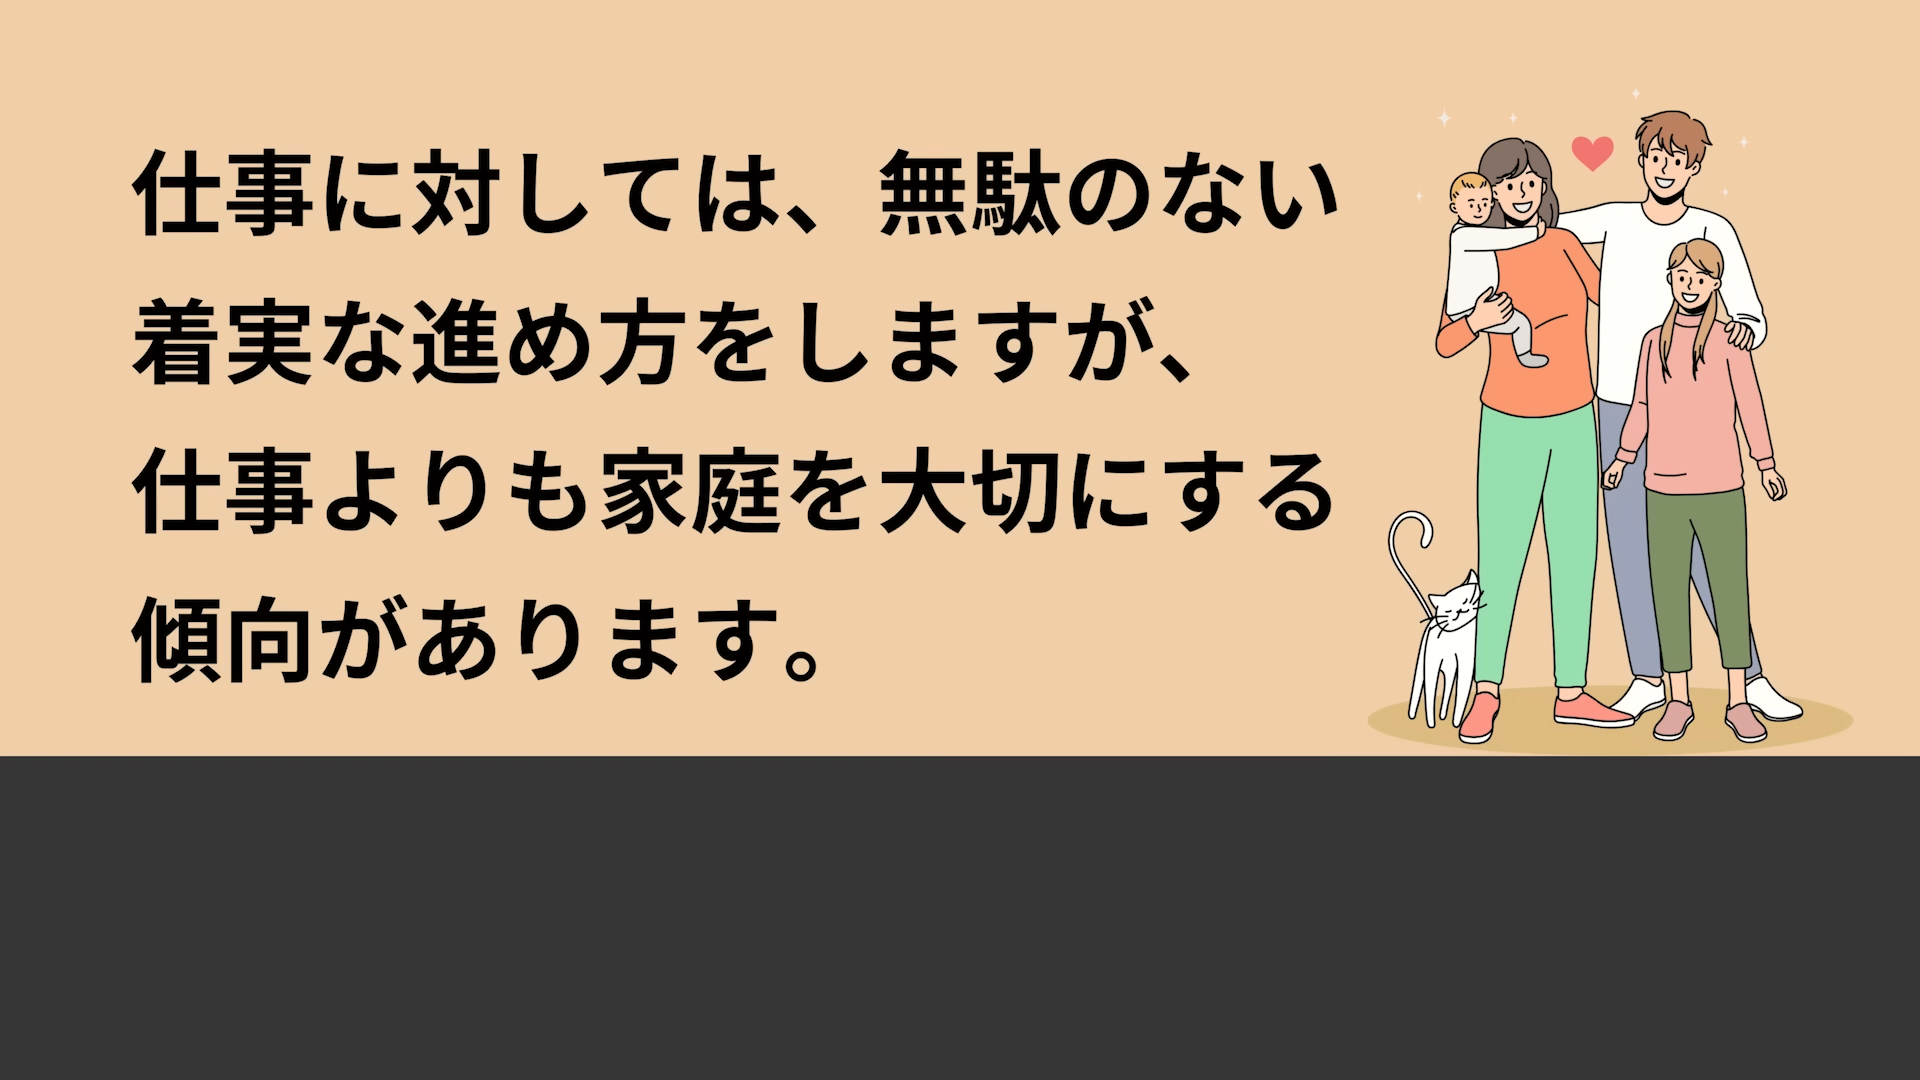 仕事に対しては、無駄のない
着実な進め方をしますが、
仕事よりも家庭を大切にする
傾向があります。